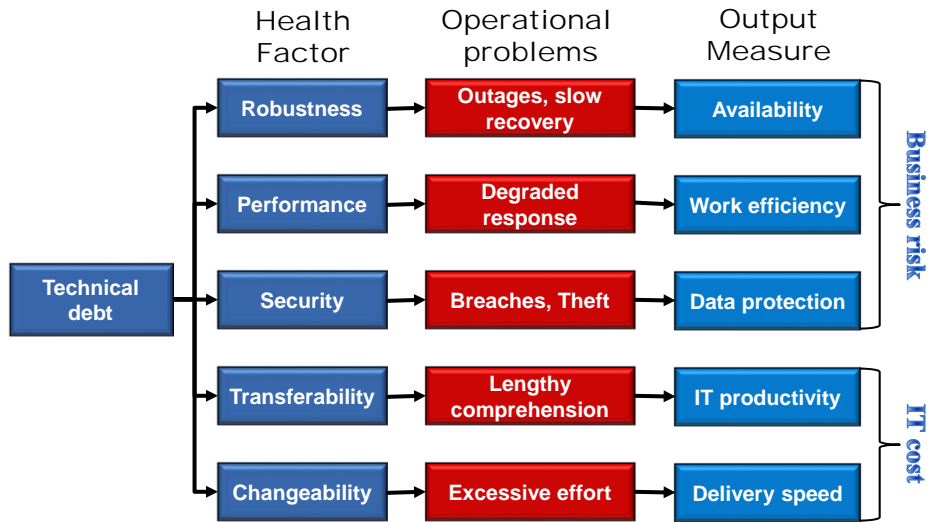 Health
Factor
Operational
problems
Output
Measure
Robustness
Outages, slow
recovery
Availability
Performance
Degraded
response
Work efficiency
Technical
debt
Security
Breaches, Theft
Data protection
Transferability
Lengthy
comprehension
IT productivity
Changeability
Excessive effort
Delivery speed
Business risk
IT cost